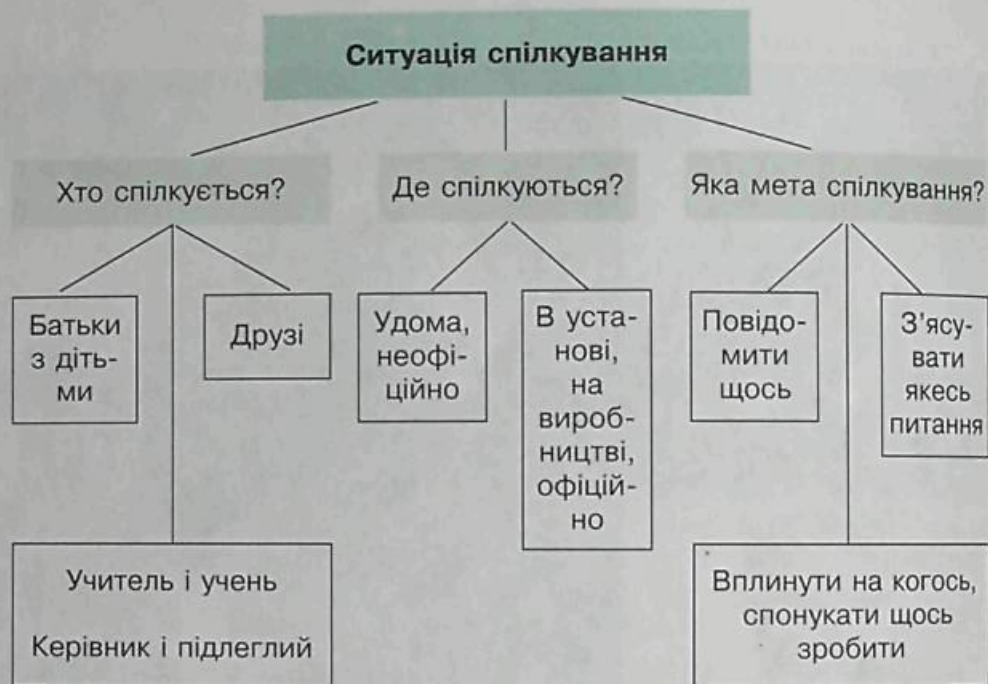 Ситуація спілкування
Хто спілкується?
Де спілкуються?
Яка мета спілкування?
Батьки
з діть-
ми
Друзі
Удома,
неофі-
ційно
В уста-
нові,
на
вироб-
ництві,
офіцій-
но
Повідо-
мити
щось
З'ясу-
вати
якесь
питання
Учитель і учень
Керівник і підлеглий
Вплинути на когось,
спонукати щось
зробити